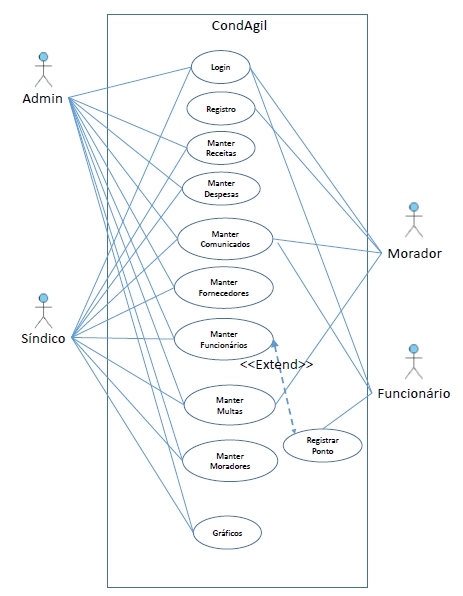 CondAgil
Login
Admin
Registro
Manter
Receitas
Manter
Despesas
Manter
Comunicados
Morador
Manter
Fornecedores
Síndico
Manter
Funcionários
<<Extend>>
Funcionário
Manter
Multas
Registrar
Ponto
Manter
Moradores
Gráficos